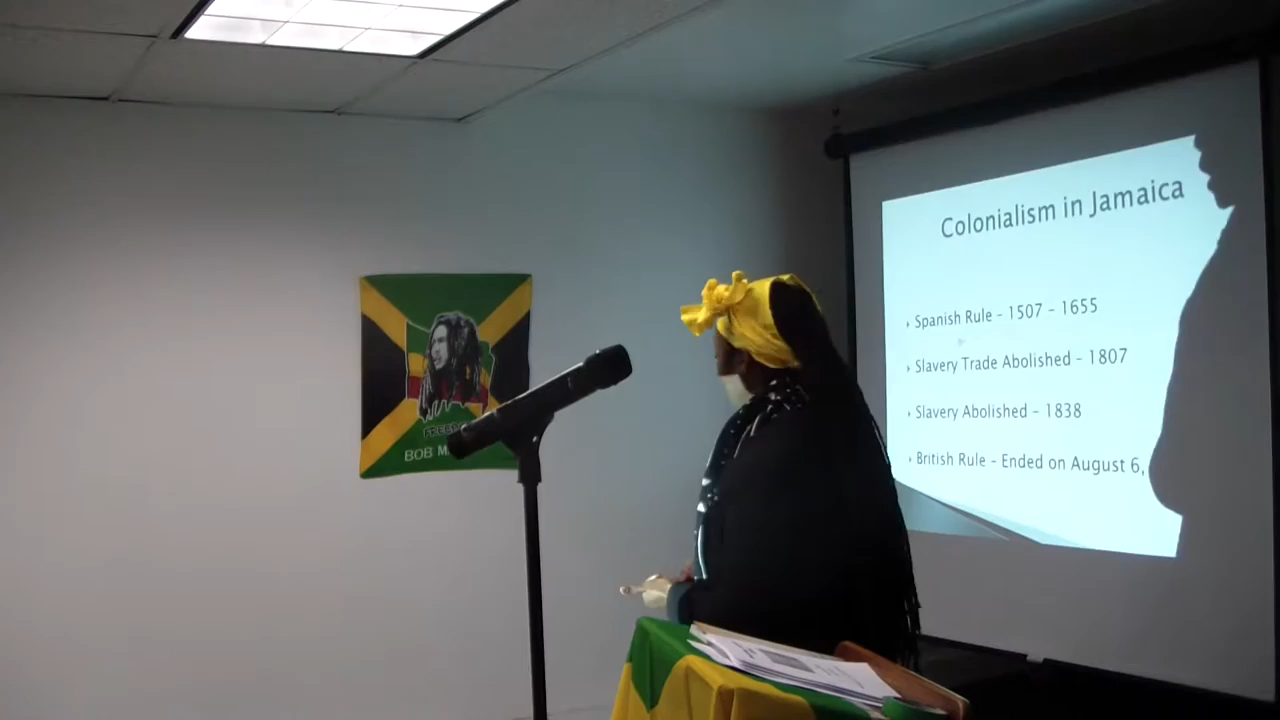 Colonialism in Jamaica
Spanish Rule - 1507 - 1655
Slavery Trade Abolished - 1807
Slavery Abolished - 1838
British Rule - Ended on August 6,
BOB